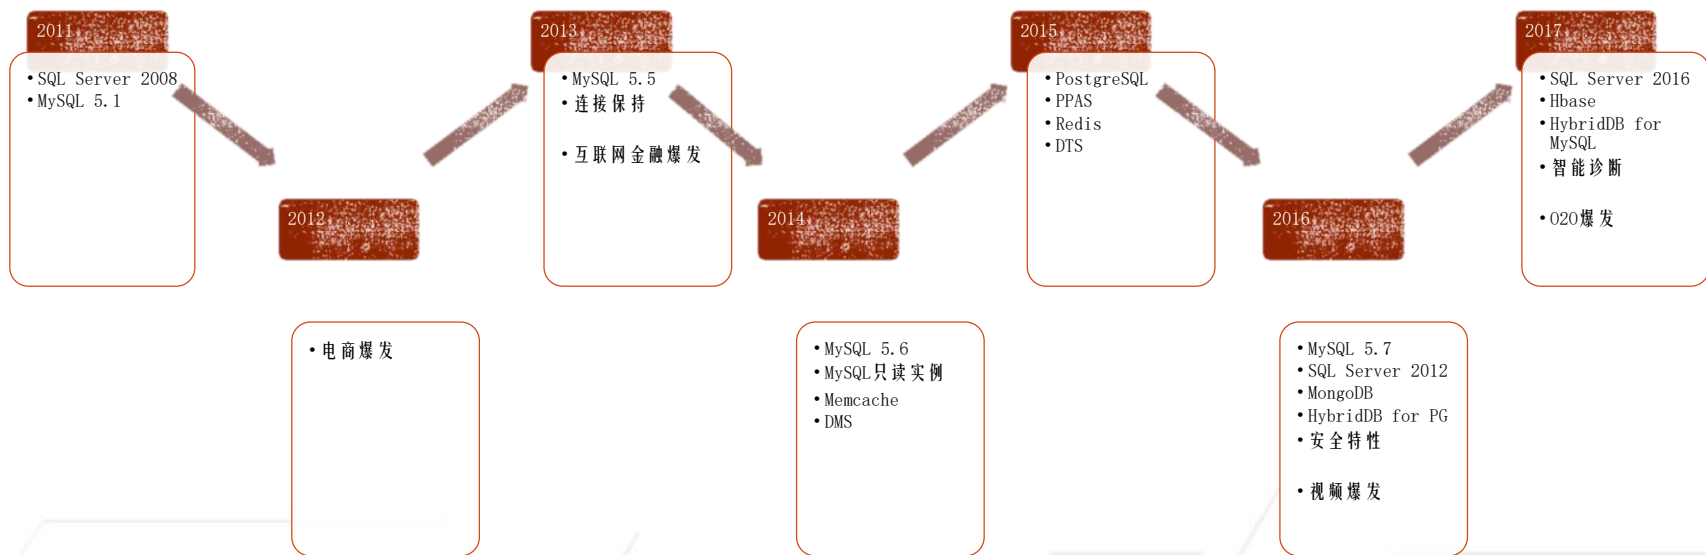 2011
• SQL Server 2008
• MySQL 5.1
2012
• 电商爆发
2013
• MySQL 5.5
• 连接保持
• 互联网金融爆发
2014
• MySQL 5.6
• MySQL只读实例
• Memcache
• DMS
2015
• PostgreSQL
• PPAS
• Redis
• DTS
2016
• MySQL 5.7
• SQL Server 2012
• MongoDB
• HybridDB for PG
• 安全特性
• 视频爆发
2017
• SQL Server 2016
• Hbase
• HybridDB for
MySQL
• 智能诊断
• O2O爆发